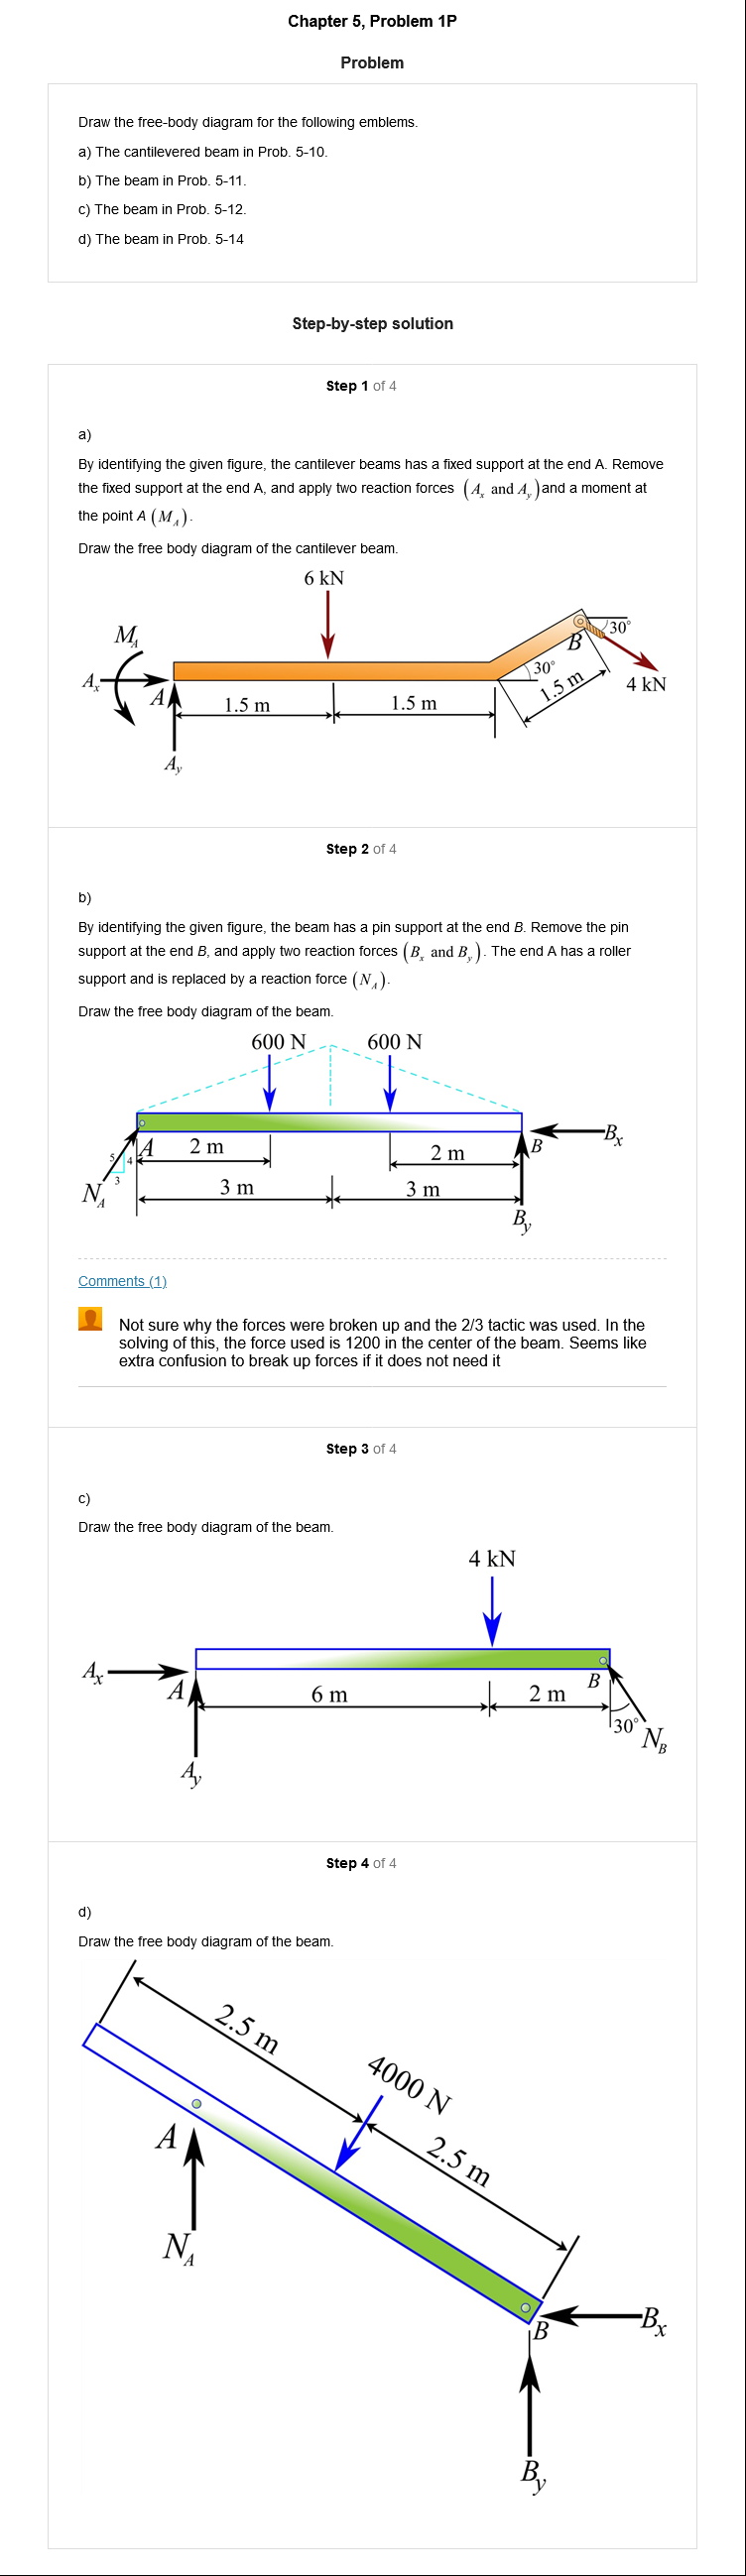 Chapter 5, Problem 1P
Problem
Draw the free-body diagram for the following emblems.
a) The cantilevered beam in Prob. 5-10.
b) The beam in Prob. 5-11.
c) The beam in Prob. 5-12.
d) The beam in Prob. 5-14
Step-by-step solution
Step 1 of 4
a)
By identifying the given figure, the cantilever beams has a fixed support at the end A. Remove
the fixed support at the end A, and apply two reaction forces (Aₓ and A_y) and a moment at
the point A (M_A).
Draw the free body diagram of the cantilever beam.
6 kN
M_A
Aₓ
A
1.5 m
1.5 m
30°
1.5 m
B
30°
4 kN
A_y
Step 2 of 4
b)
By identifying the given figure, the beam has a pin support at the end B. Remove the pin
support at the end B, and apply two reaction forces (Bₓ and B_y). The end A has a roller
support and is replaced by a reaction force (N_A).
Draw the free body diagram of the beam.
600 N 600 N
A
2 m
2 m
B
Bₓ
5
4
3
N_A
3 m
3 m
B_y
Comments (1)
Not sure why the forces were broken up and the 2/3 tactic was used. In the
solving of this, the force used is 1200 in the center of the beam. Seems like
extra confusion to break up forces if it does not need it
Step 3 of 4
c)
Draw the free body diagram of the beam.
4 kN
Aₓ
A
6 m
2 m
B
30°
N_B
A_y
Step 4 of 4
d)
Draw the free body diagram of the beam.
2.5 m
4000 N
2.5 m
A
N_A
B
Bₓ
B_y